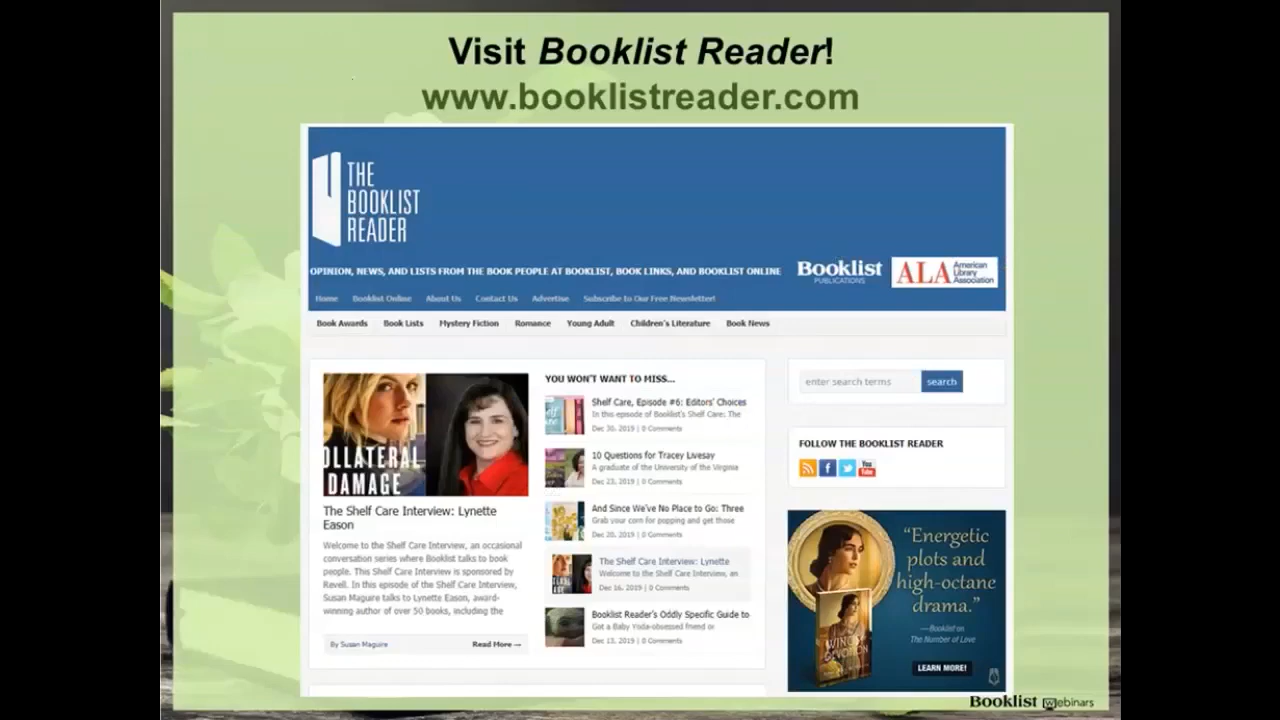 Visit Booklist Reader!
www.booklistreader.com
THE
BOOKLIST
READER
OPINION, NEWS, AND LISTS FROM THE BOOK PEOPLE AT BOOKLIST, BOOK LINKS, AND BOOKLIST ONLINE
Booklist
PUBLICATIONS
ALA American
Library
Association
Home Booklist Online About Us Contact Us Advertise Subscribe to Our Free Newsletter!
Book Awards Book Lists Mystery Fiction Romance Young Adult Children's Literature Book News
OLLATERAL
DAMAGE
The Shelf Care Interview: Lynette
Eason
Welcome to the Shelf Care Interview, an occasional
conversation series where Booklist talks to book
people. This Shelf Care Interview is sponsored by
Revell. In this episode of the Shelf Care Interview,
Susan Maguire talks to Lynette Eason, award-
winning author of over 50 books, including the
By Susan Maguire Read More →
YOU WON'T WANT TO MISS...
Shelf Care, Episode #6: Editors' Choices
In this episode of Booklist's Shelf Care: The
Dec 30, 2019 | 0 Comments
10 Questions for Tracey Livesay
A graduate of the University of the Virginia
Dec 23, 2019 | 0 Comments
And Since We've No Place to Go: Three
Grab your corn for popping and get those
Dec 20, 2019 | 0 Comments
The Shelf Care Interview: Lynette
Welcome to the Shelf Care Interview, an
Dec 16, 2019 | 0 Comments
Booklist Reader's Oddly Specific Guide to
Got a Baby Yoda-obsessed friend or
Dec 13, 2019 | 0 Comments
enter search terms search
FOLLOW THE BOOKLIST READER
You
Tube
"Energetic
plots and
high-octane
drama."
—Booklist on
The Number of Love
LEARN MORE!
Booklist webinars